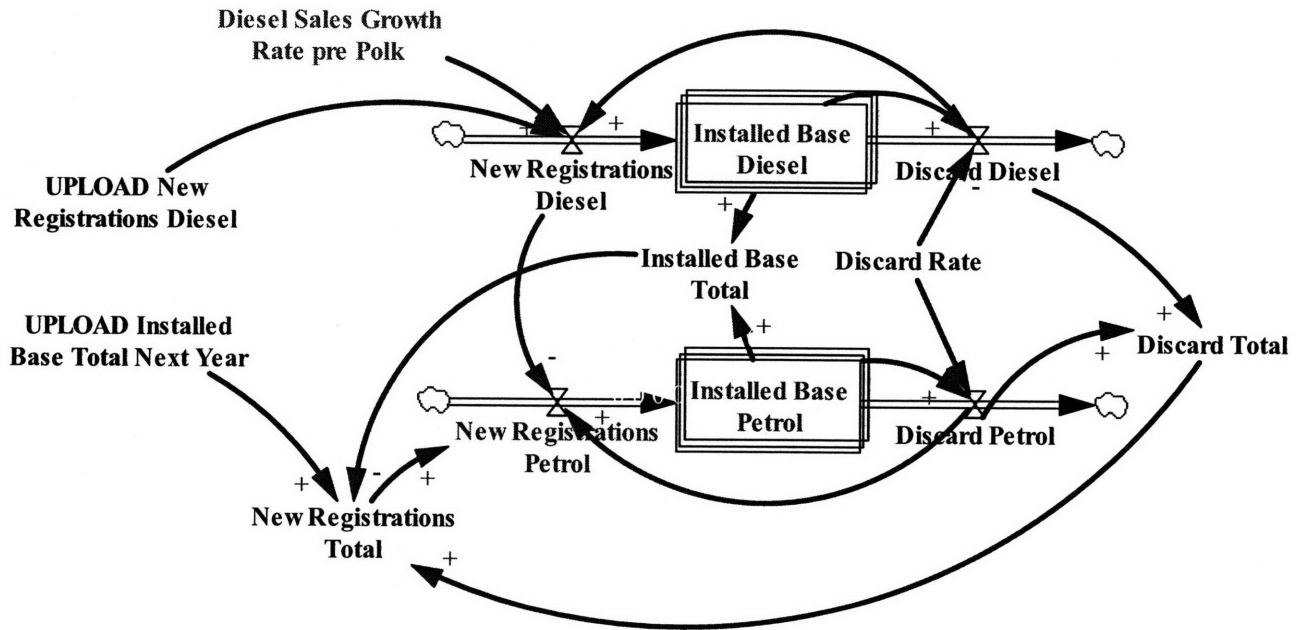 Diesel Sales Growth
Rate pre Polk
UPLOAD New
Registrations Diesel
+
+
New Registrations
Diesel
Installed Base
Diesel
+
Discard Diesel
-
+
Installed Base
Total
Discard Rate
UPLOAD Installed
Base Total Next Year
+
-
+
New Registrations
Petrol
Installed Base
Petrol
+
Discard Petrol
+
+
Discard Total
+
-
+
New Registrations
Total
+